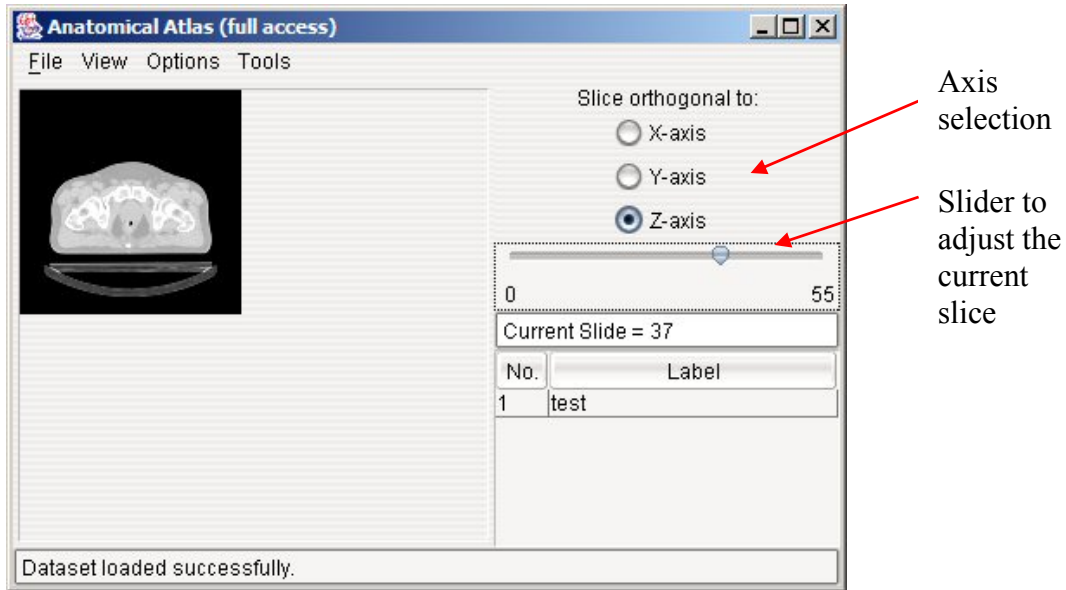 Anatomical Atlas (full access)
File View Options Tools
Slice orthogonal to:
X-axis
Y-axis
Z-axis
0 55
Current Slide = 37
No. Label
1 test
Dataset loaded successfully.
Axis
selection
Slider to
adjust the
current
slice